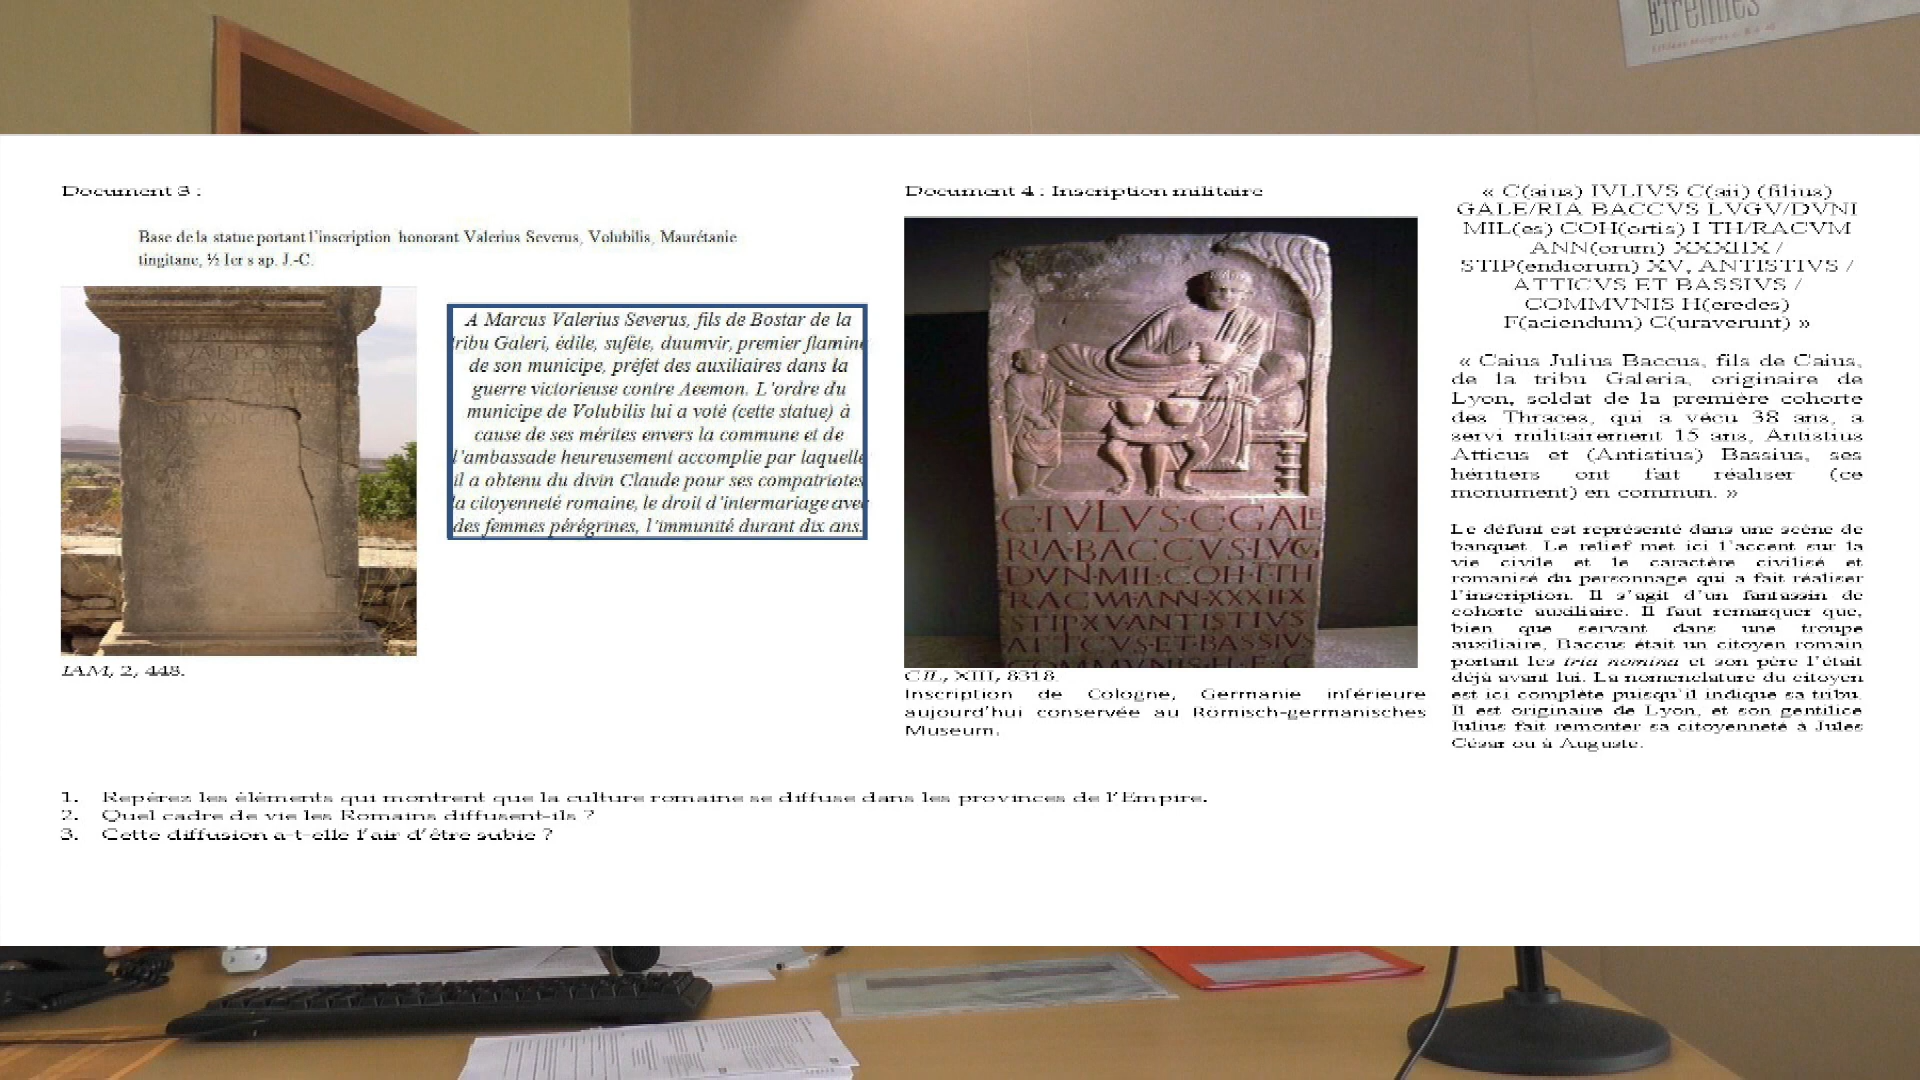 Etrennes
Document 3 :
Base de la statue portant l'inscription honorant Valerius Severus, Volubilis, Maurétanie
tingitane, ½ Ier s ap. J.-C.
A Marcus Valerius Severus, fils de Bostar de la
tribu Galeri, édile, sufète, duumvir, premier flamine
de son municipe, préfet des auxiliaires dans la
guerre victorieuse contre Aeemon. L'ordre du
municipe de Volubilis lui a voté (cette statue) à
cause de ses mérites envers la commune et de
l'ambassade heureusement accomplie par laquelle
il a obtenu du divin Claude pour ses compatriotes
la citoyenneté romaine, le droit d'intermariage avec
des femmes pérégrines, l'immunité durant dix ans.
IAM, 2, 448.
Document 4 : Inscription militaire
C·IVLVS·C·GALE
RIA·BACCVS·LVG
DVN·MIL·COH·I·TH
RACVM·ANN·XXXIIX
STIPXV·ANTISTIVS
ATTCVS·ET·BASSIVS
COMMVNIS·H·F·C
CIL, XIII, 8318.
Inscription de Cologne, Germanie inférieure
aujourd'hui conservée au Römisch-germanisches
Museum.
« C(aius) IVLIVS C(aii) (filius)
GALE/RIA BACCVS LVGV/DVNI
MIL(es) COH(ortis) I TH/RACVM
ANN(orum) XXXIIX /
STIP(endiorum) XV, ANTISTIVS /
ATTICVS ET BASSIVS /
COMMVNIS H(eredes)
F(aciendum) C(uraverunt) »
« Caius Julius Baccus, fils de Caius,
de la tribu Galeria, originaire de
Lyon, soldat de la première cohorte
des Thraces, qui a vécu 38 ans, a
servi militairement 15 ans, Antistius
Atticus et (Antistius) Bassius, ses
héritiers ont fait réaliser (ce
monument) en commun. »
Le défunt est représenté dans une scène de
banquet. Le relief met ici l'accent sur la
vie civile et le caractère civilisé et
romanisé du personnage qui a fait réaliser
l'inscription. Il s'agit d'un fantassin de
cohorte auxiliaire. Il faut remarquer que,
bien que servant dans une troupe
auxiliaire, Baccus était un citoyen romain
portant les tria nomina et son père l'était
déjà avant lui. La nomenclature du citoyen
est ici complète puisqu'il indique sa tribu.
Il est originaire de Lyon, et son gentilice
Iulius fait remonter sa citoyenneté à Jules
César ou à Auguste.
1. Repérez les éléments qui montrent que la culture romaine se diffuse dans les provinces de l'Empire.
2. Quel cadre de vie les Romains diffusent-ils ?
3. Cette diffusion a-t-elle l'air d'être subie ?